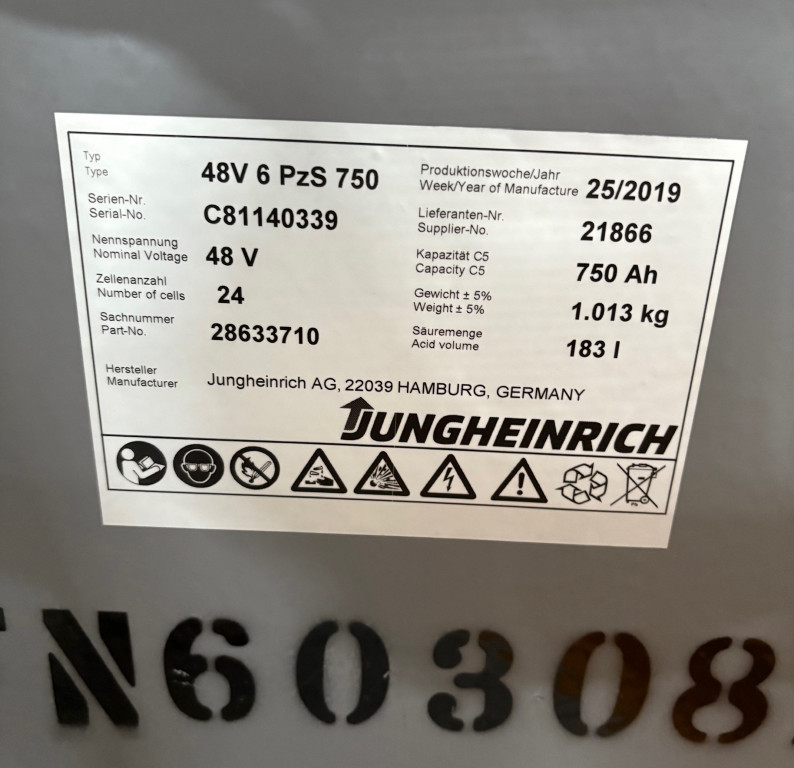 Typ
Type
48V 6 PzS 750
Serien-Nr.
Serial-No.
C81140339
Nennspannung
Nominal Voltage
48 V
Zellenanzahl
Number of cells
24
Sachnummer
Part-No.
28633710
Produktionswoche/Jahr
Week/Year of Manufacture
25/2019
Lieferanten-Nr.
Supplier-No.
21866
Kapazität C5
Capacity C5
750 Ah
Gewicht ± 5%
Weight ± 5%
1.013 kg
Säuremenge
Acid volume
183 l
Hersteller
Manufacturer
Jungheinrich AG, 22039 HAMBURG, GERMANY
JUNGHEINRICH
N60308